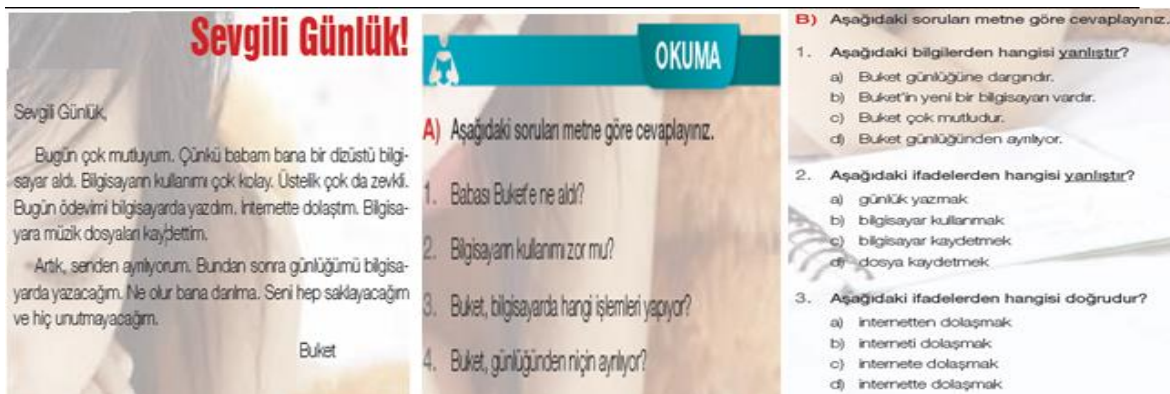 Sevgili Günlük!
Sevgili Günlük,
Bugün çok mutluyum. Çünkü babam bana bir dizüstü bilgi-
sayar aldı. Bilgisayarın kullanımı çok kolay. Üstelik çok da zevkli.
Bugün ödevimi bilgisayarda yazdım. İnternette dolaştım. Bilgisa-
yara müzik dosyaları kaydettim.
Artık, senden ayrılıyorum. Bundan sonra günlüğümü bilgisa-
yarda yazacağım. Ne olur bana darılma. Seni hep saklayacağım
ve hiç unutmayacağım.
Buket
OKUMA
A) Aşağıdaki soruları metne göre cevaplayınız.
1. Babası Buket'e ne aldı?
2. Bilgisayarın kullanımı zor mu?
3. Buket, bilgisayarda hangi işlemleri yapıyor?
4. Buket, günlüğünden niçin ayrılıyor?
B) Aşağıdaki soruları metne göre cevaplayınız.
1. Aşağıdaki bilgilerden hangisi yanlıştır?
a) Buket günlüğüne dargındır.
b) Buket'in yeni bir bilgisayarı vardır.
c) Buket çok mutludur.
d) Buket günlüğünden ayrılıyor.
2. Aşağıdaki ifadelerden hangisi yanlıştır?
a) günlük yazmak
b) bilgisayar kullanmak
c) bilgisayar kaydetmek
d) dosya kaydetmek
3. Aşağıdaki ifadelerden hangisi doğrudur?
a) internetten dolaşmak
b) interneti dolaşmak
c) internete dolaşmak
d) internette dolaşmak